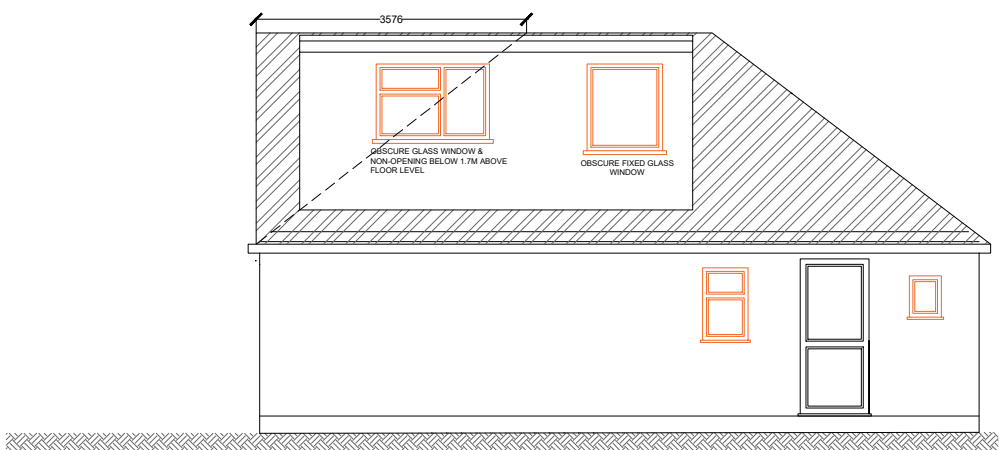 3576
OBSCURE GLASS WINDOW &
NON-OPENING BELOW 1.7M ABOVE
FLOOR LEVEL
OBSCURE FIXED GLASS
WINDOW